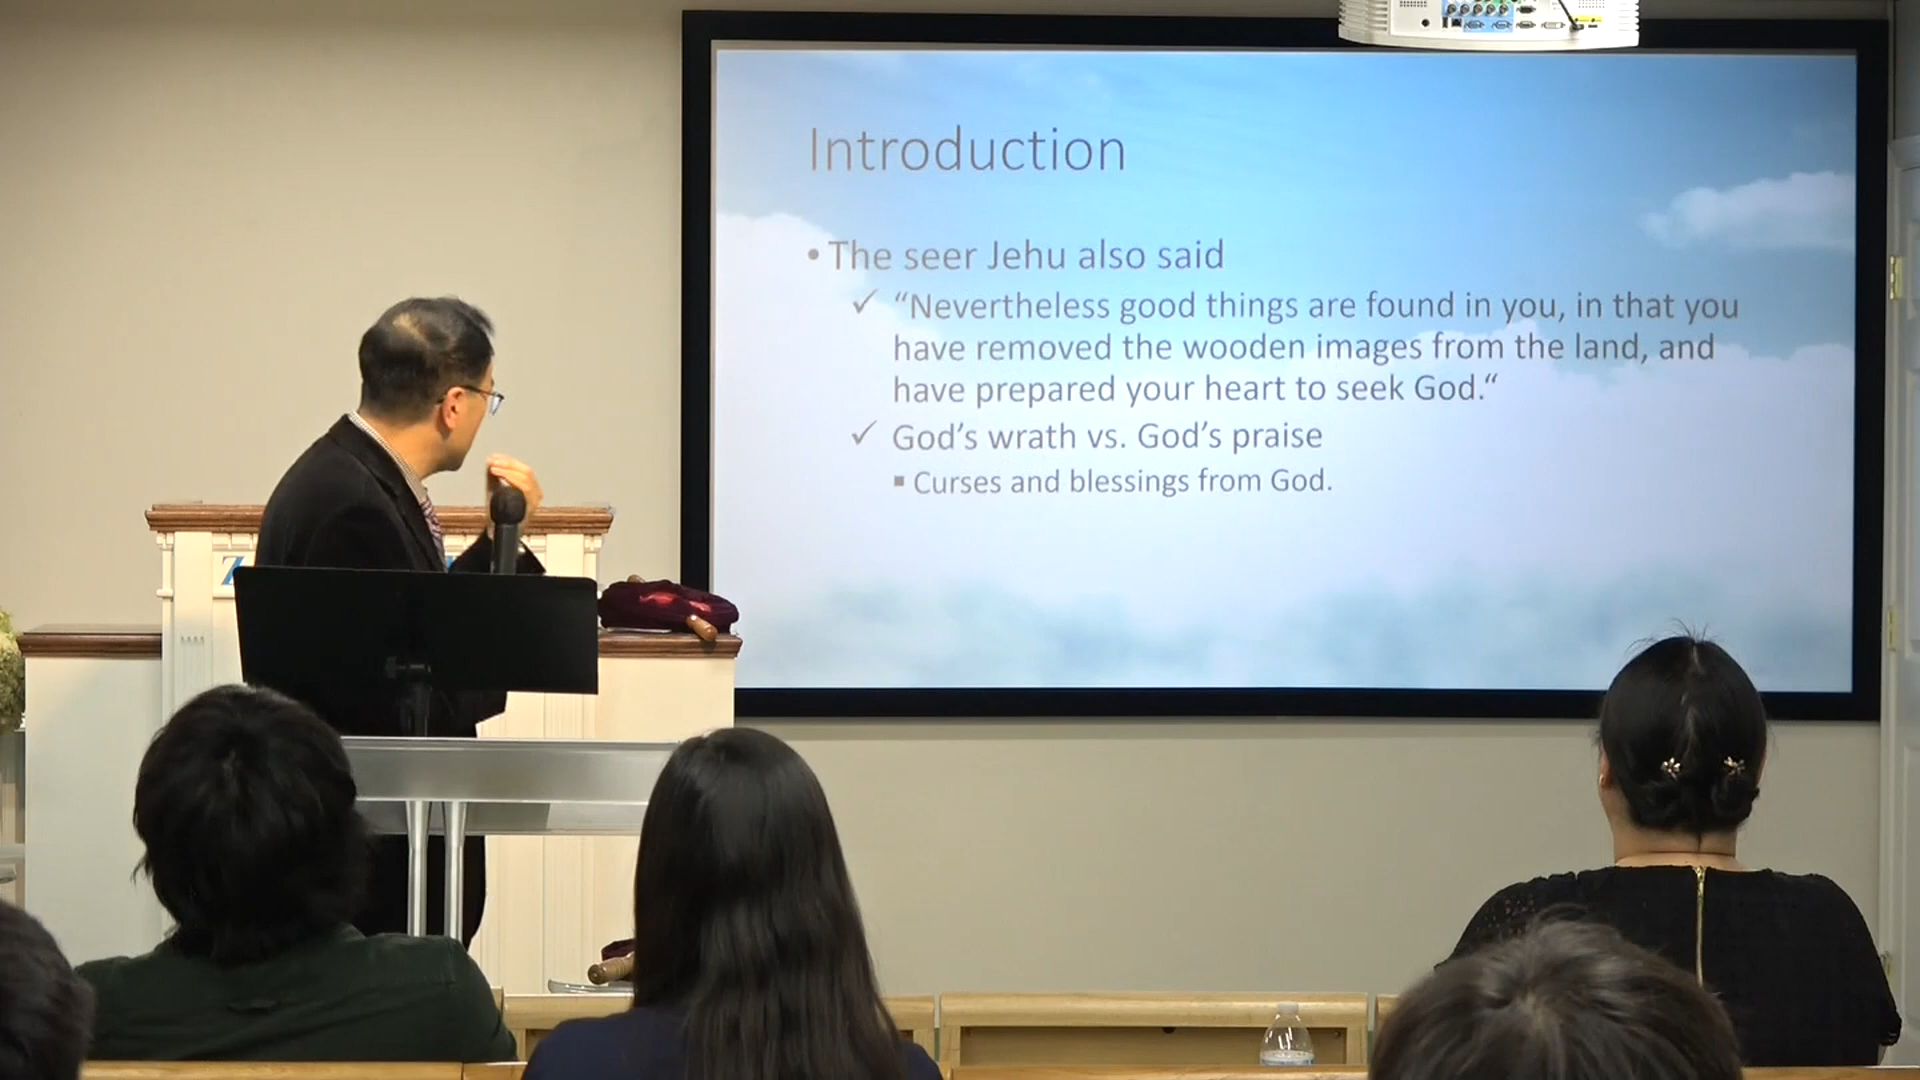 Introduction
• The seer Jehu also said
✓ “Nevertheless good things are found in you, in that you
have removed the wooden images from the land, and
have prepared your heart to seek God.“
✓ God’s wrath vs. God’s praise
▪ Curses and blessings from God.